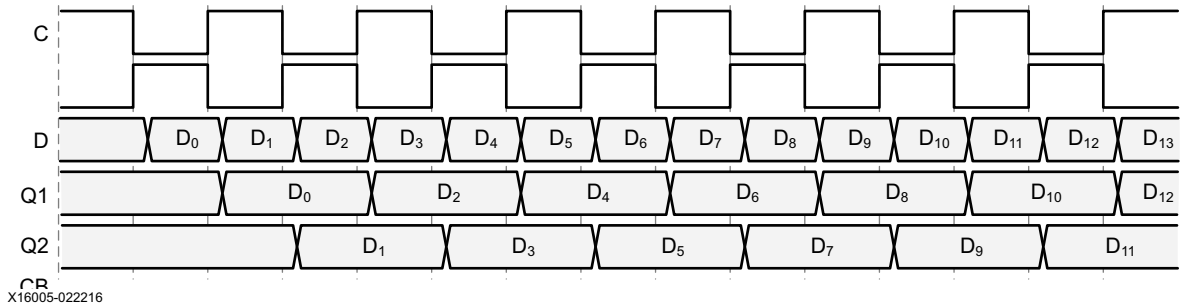 C
D D0 D1 D2 D3 D4 D5 D6 D7 D8 D9 D10 D11 D12 D13
Q1 D0 D2 D4 D6 D8 D10 D12
Q2 D1 D3 D5 D7 D9 D11
CB
X16005-022216